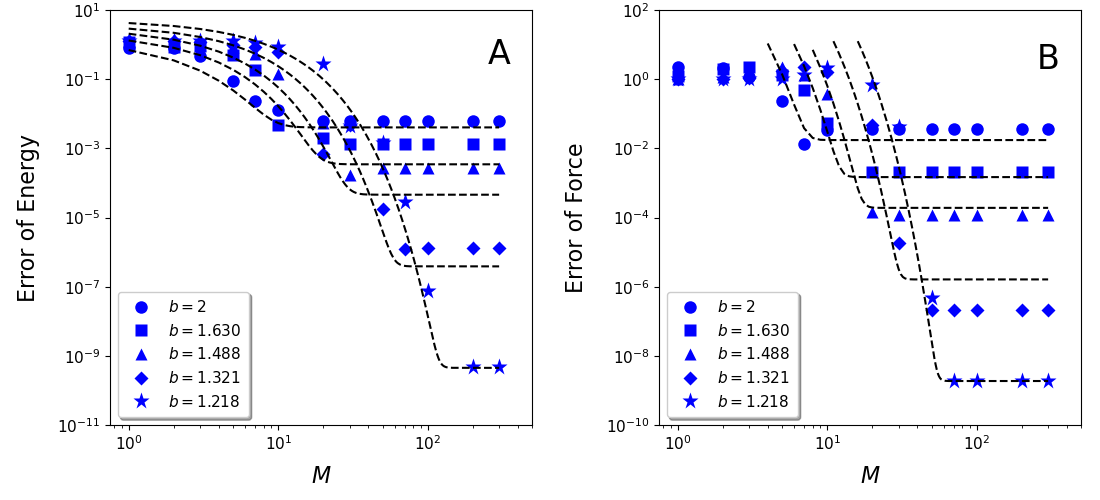 A
Error of Energy
10^1
10^{-1}
10^{-3}
10^{-5}
10^{-7}
10^{-9}
10^{-11}
b = 2
b = 1.630
b = 1.488
b = 1.321
b = 1.218
10^0
10^1
10^2
M
B
Error of Force
10^2
10^0
10^{-2}
10^{-4}
10^{-6}
10^{-8}
10^{-10}
b = 2
b = 1.630
b = 1.488
b = 1.321
b = 1.218
10^0
10^1
10^2
M